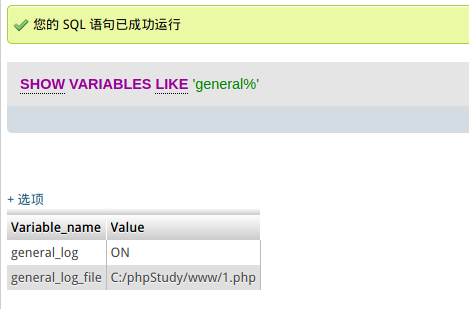 您的 SQL 语句已成功运行
SHOW VARIABLES LIKE 'general%'
+ 选项
Variable_name Value
general_log ON
general_log_file C:/phpStudy/www/1.php